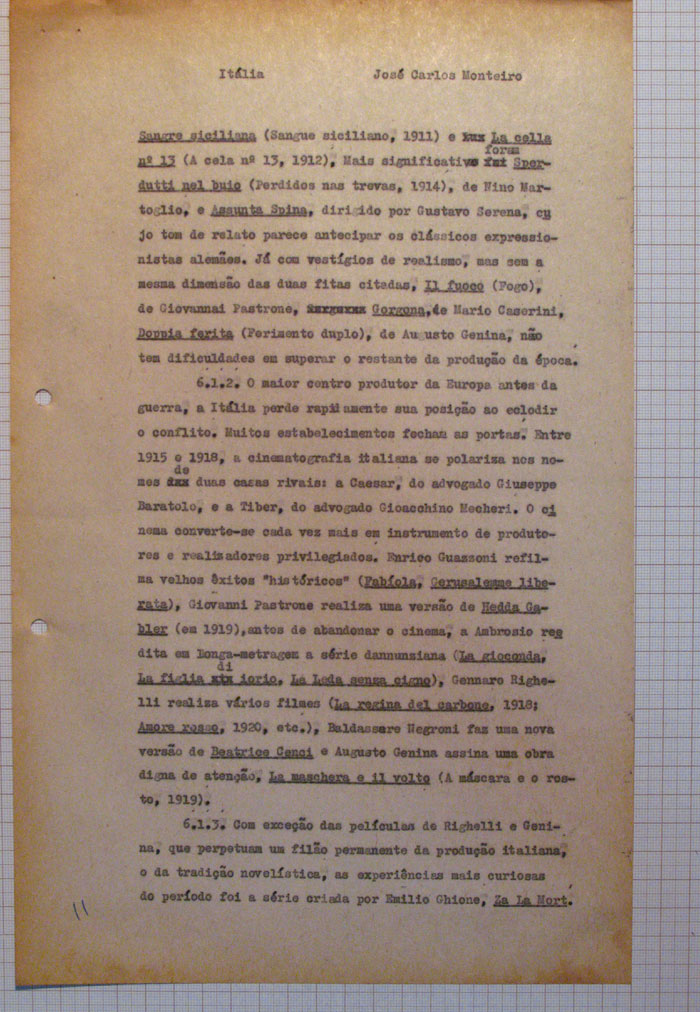 Itália José Carlos Monteiro
Sangre siciliana (Sangue siciliano, 1911) e La cella
foram
nº 13 (A cela nº 13, 1912), Mais significativo Sper-
dutti nel buio (Perdidos nas trevas, 1914), de Nino Mar-
toglio, e Assunta Spina, dirigido por Gustavo Serena, cu
jo tom de relato parece antecipar os clássicos expressio-
nistas alemães. Já com vestígios de realismo, mas sem a
mesma dimensão das duas fitas citadas, Il fuoco (Fogo),
de Giovannai Pastrone, Gorgona, de Mario Caserini,
Doppia ferita (Ferimento duplo), de Augusto Genina, não
tem dificuldades em superar o restante da produção da época.
6.1.2. O maior centro produtor da Europa antes da
guerra, a Itália perde rapidamente sua posição ao eclodir
o conflito. Muitos estabelecimentos fecham as portas. Entre
1915 e 1918, a cinematografia italiana se polariza nos no-
de
mes duas casas rivais: a Caesar, do advogado Giuseppe
Baratolo, e a Tiber, do advogado Gioacchino Mecheri. O ci
nema converte-se cada vez mais em instrumento de produto-
res e realizadores privilegiados. Enrico Guazzoni refil-
ma velhos êxitos "históricos" (Fabíola, Gerusalemme libe-
rata), Giovanni Pastrone realiza uma versão de Hedda Ga-
bler (em 1919),antes de abandonar o cinema, a Ambrosio ree
dita em longa-metragem a série dannunziana (La gioconda,
di
La figlia iorio, La Leda senza cigno), Gennaro Righe-
lli realiza vários filmes (La regina del carbone, 1918;
Amore rosso, 1920, etc.), Baldassare Negroni faz uma nova
versão de Beatrice Cenci e Augusto Genina assina uma obra
digna de atenção, La maschera e il volto (A máscara e o ros-
to, 1919).
6.1.3. Com exceção das películas de Righelli e Geni-
na, que perpetuam um filão permanente da produção italiana,
o da tradição novelística, as experiências mais curiosas
do período foi a série criada por Emilio Ghione, Za La Mort.
11